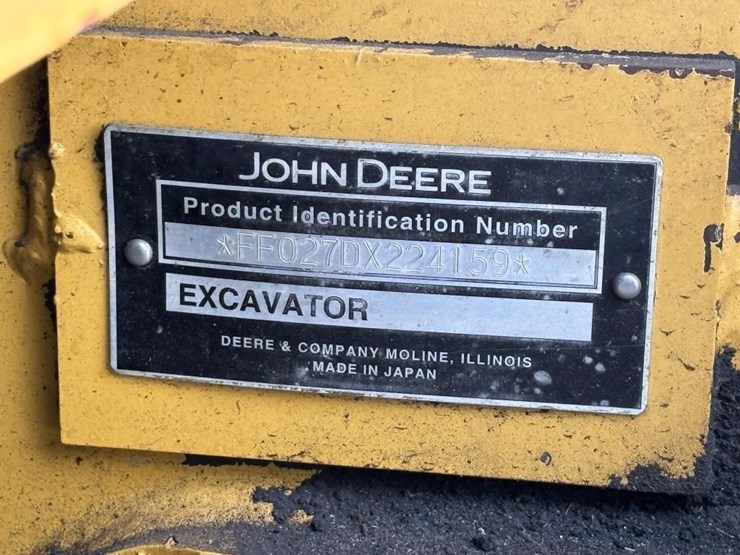 JOHN DEERE
Product Identification Number
*FF027DX224159*
EXCAVATOR
DEERE & COMPANY MOLINE, ILLINOIS
MADE IN JAPAN